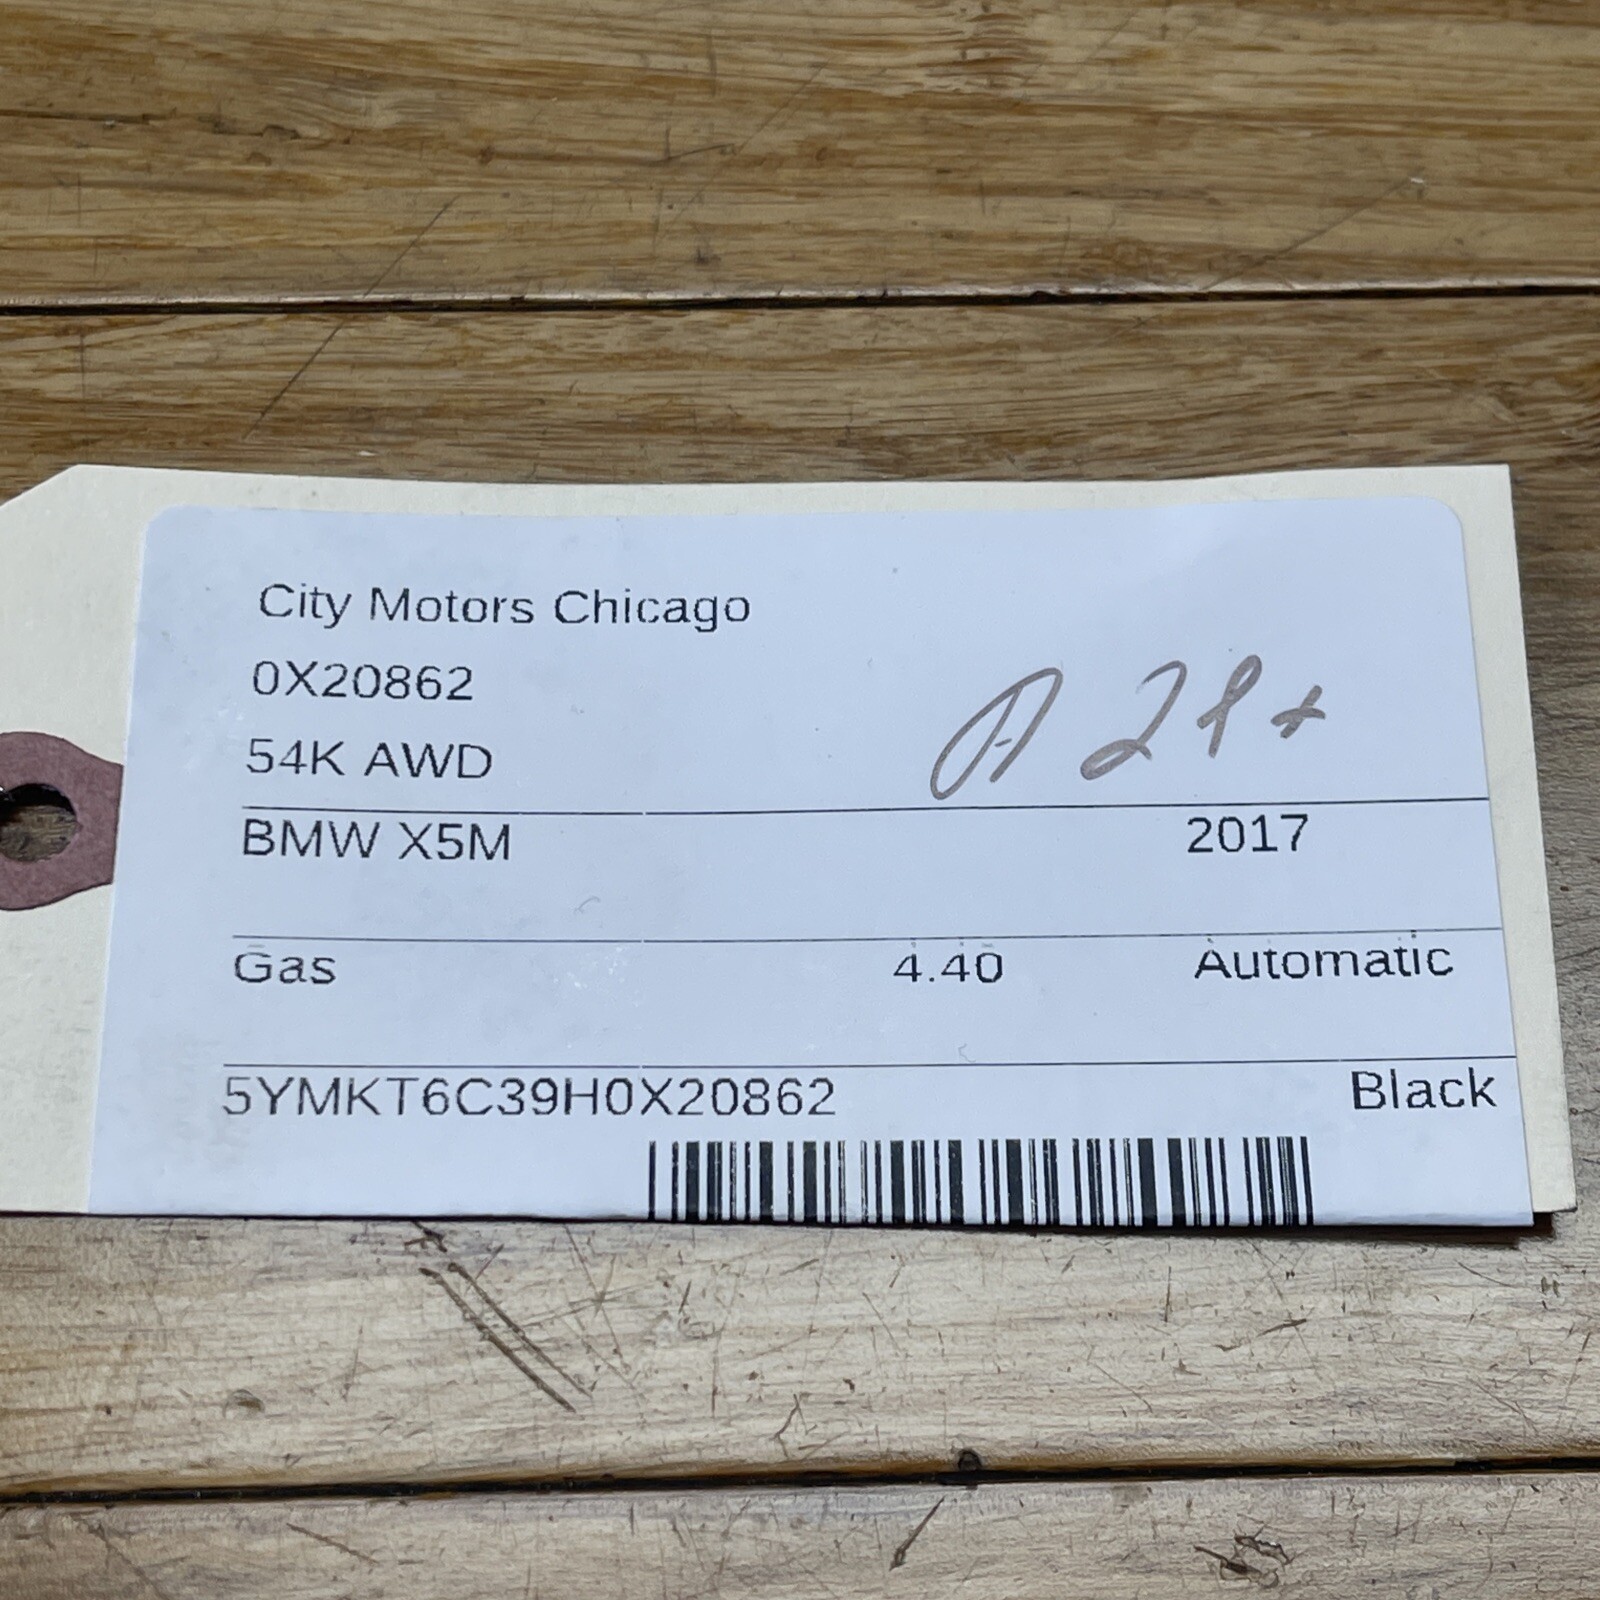 City Motors Chicago
0X20862
54K AWD
BMW X5M 2017
Gas 4.40 Automatic
5YMKT6C39H0X20862 Black